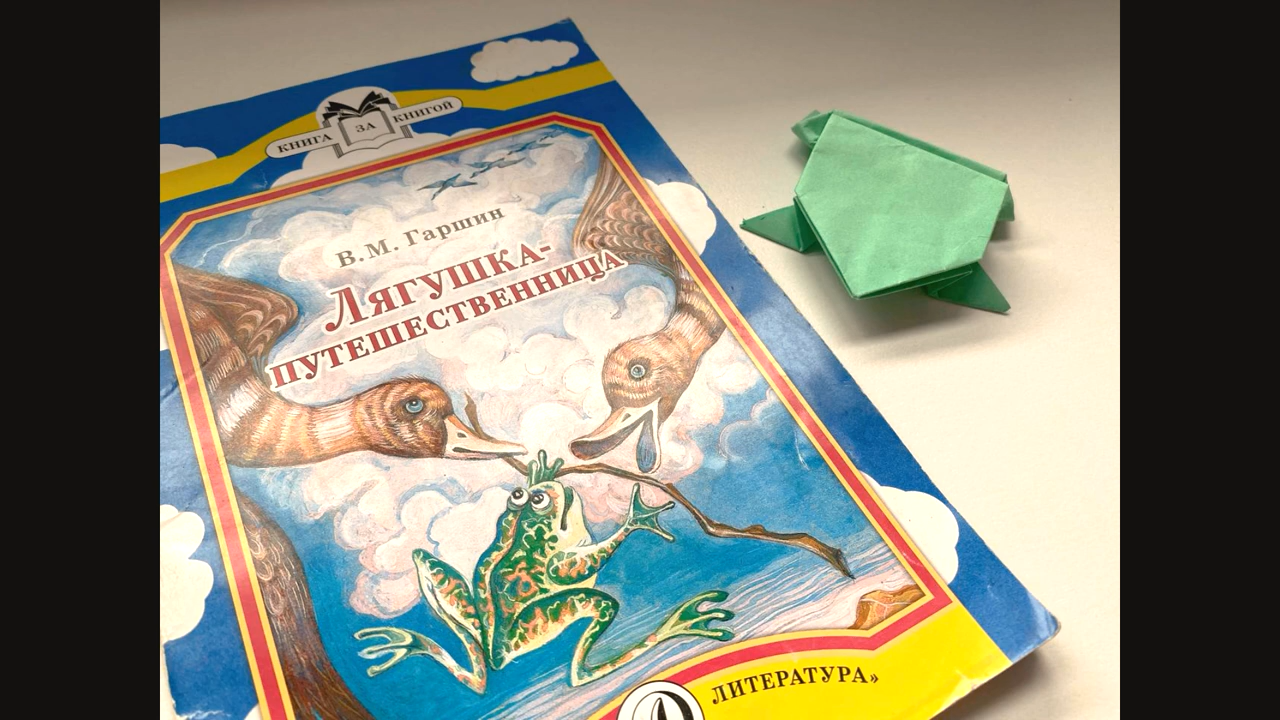 КНИГА ЗА КНИГОЙ
В.М. Гаршин
ЛЯГУШКА-
ПУТЕШЕСТВЕННИЦА
ЛИТЕРАТУРА»